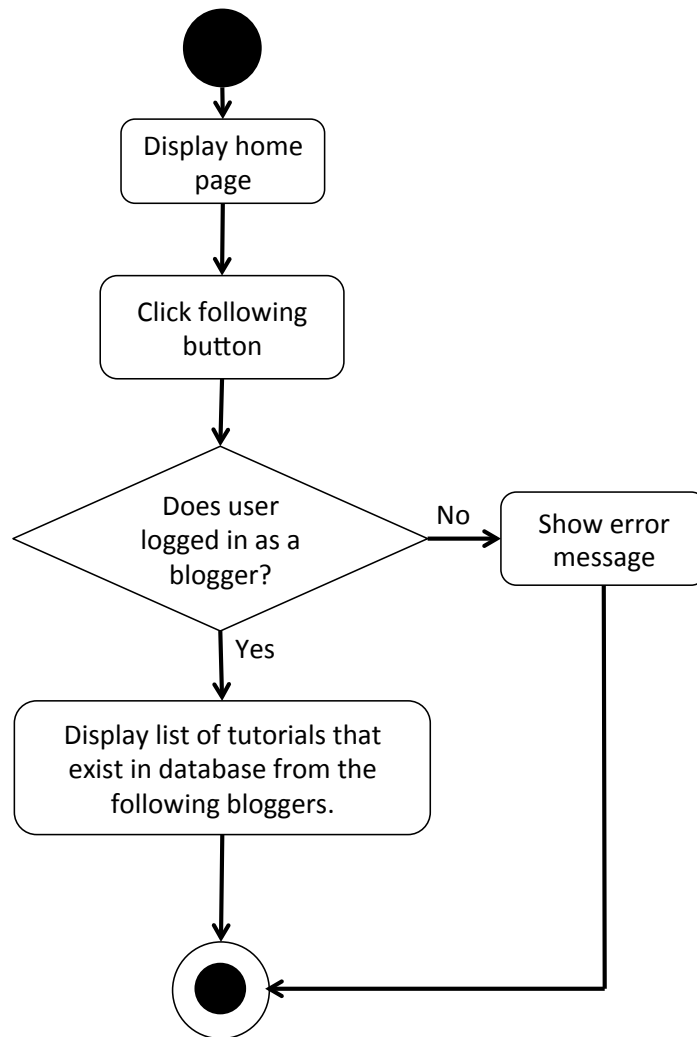 Display home
page
Click following
button
Does user
logged in as a
blogger?
No
Show error
message
Yes
Display list of tutorials that
exist in database from the
following bloggers.